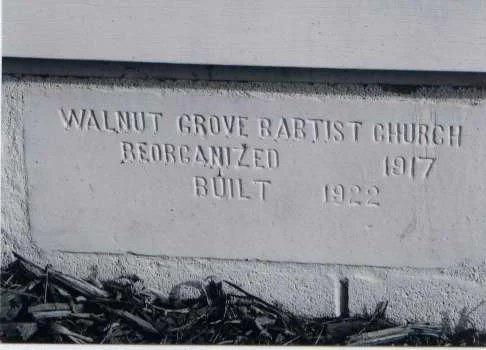 WALNUT GROVE BAPTIST CHURCH
REORGANIZED 1917
BUILT 1922